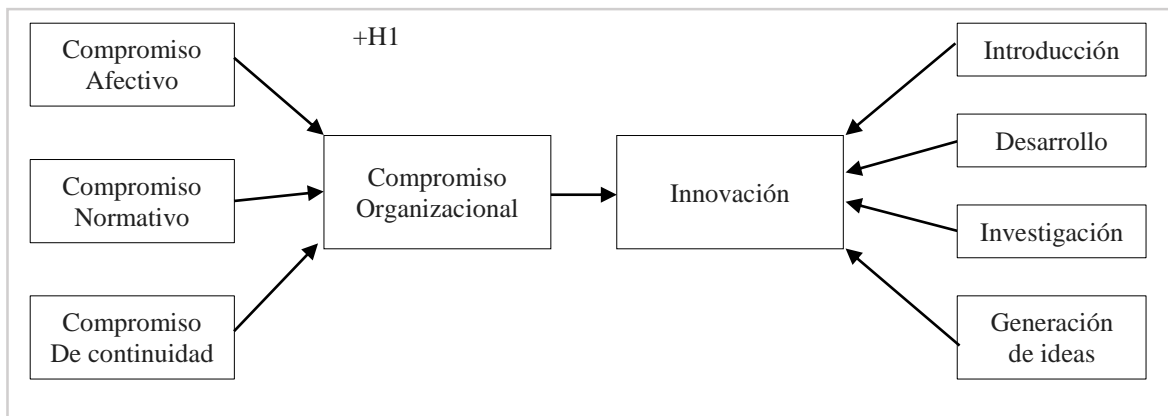 +H1
Compromiso
Afectivo
Compromiso
Normativo
Compromiso
De continuidad
Compromiso
Organizacional
Innovación
Introducción
Desarrollo
Investigación
Generación
de ideas